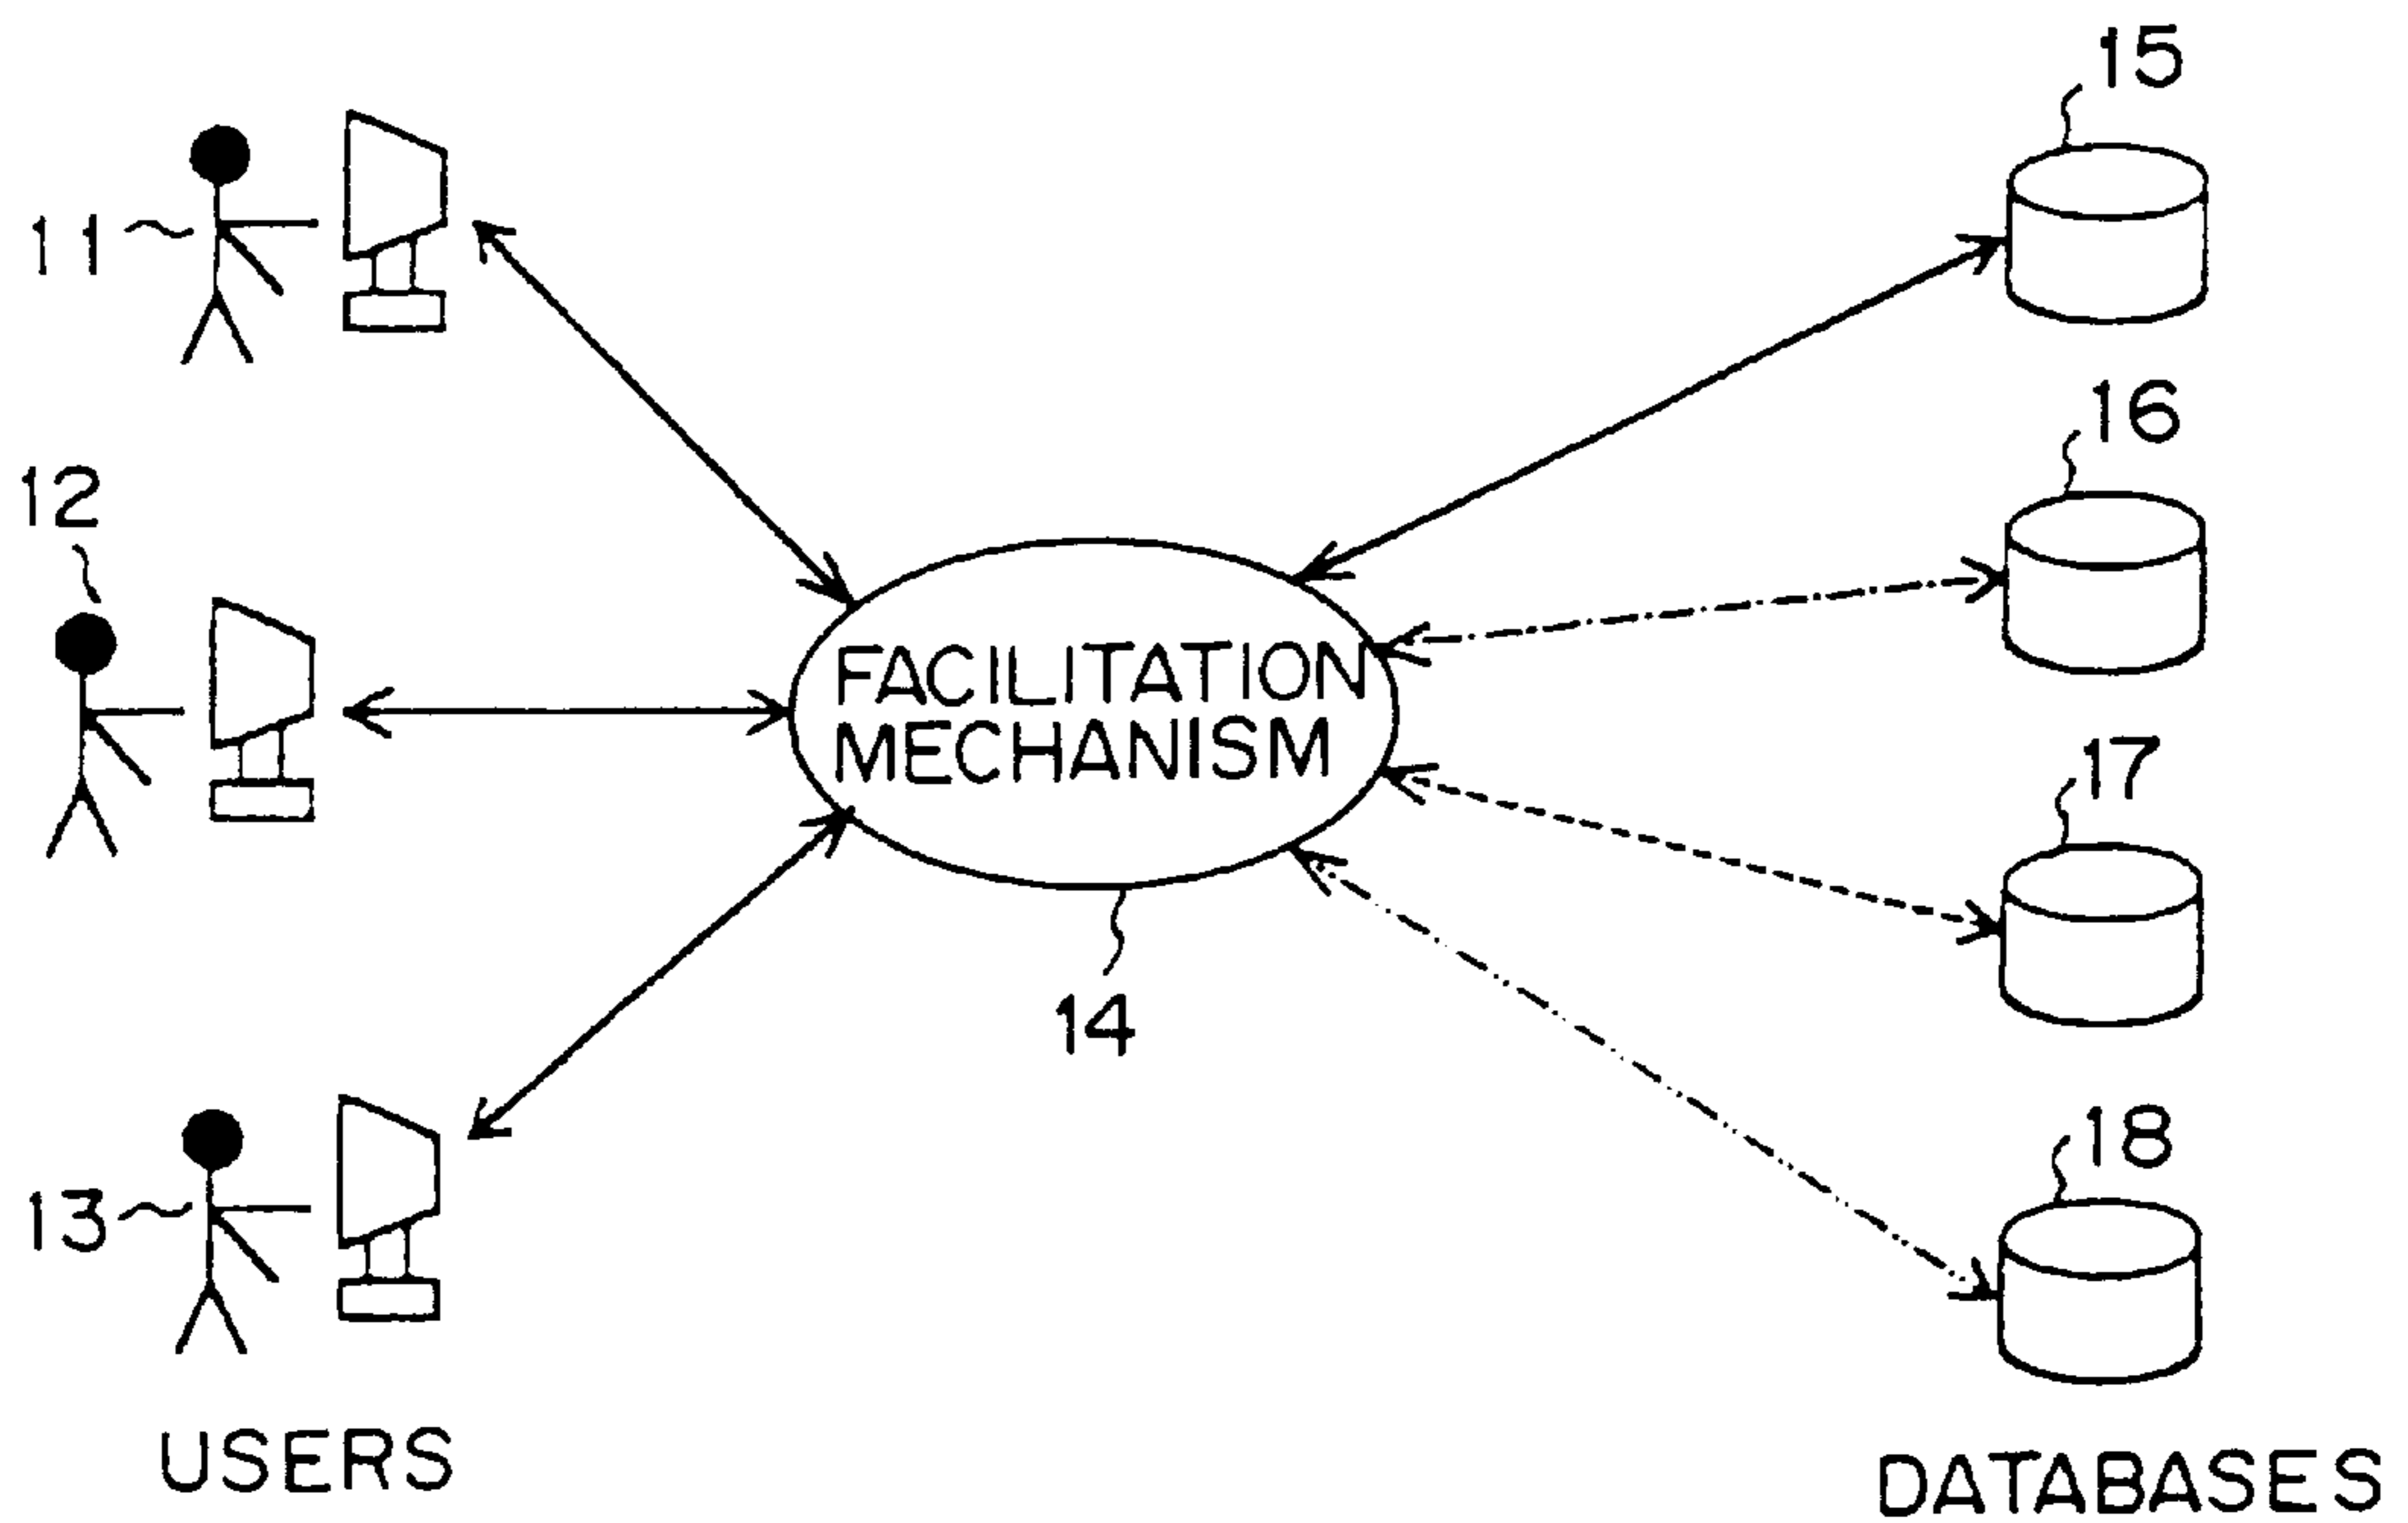 15
11
16
12
FACILITATION
MECHANISM
17
14
18
13
USERS
DATABASES